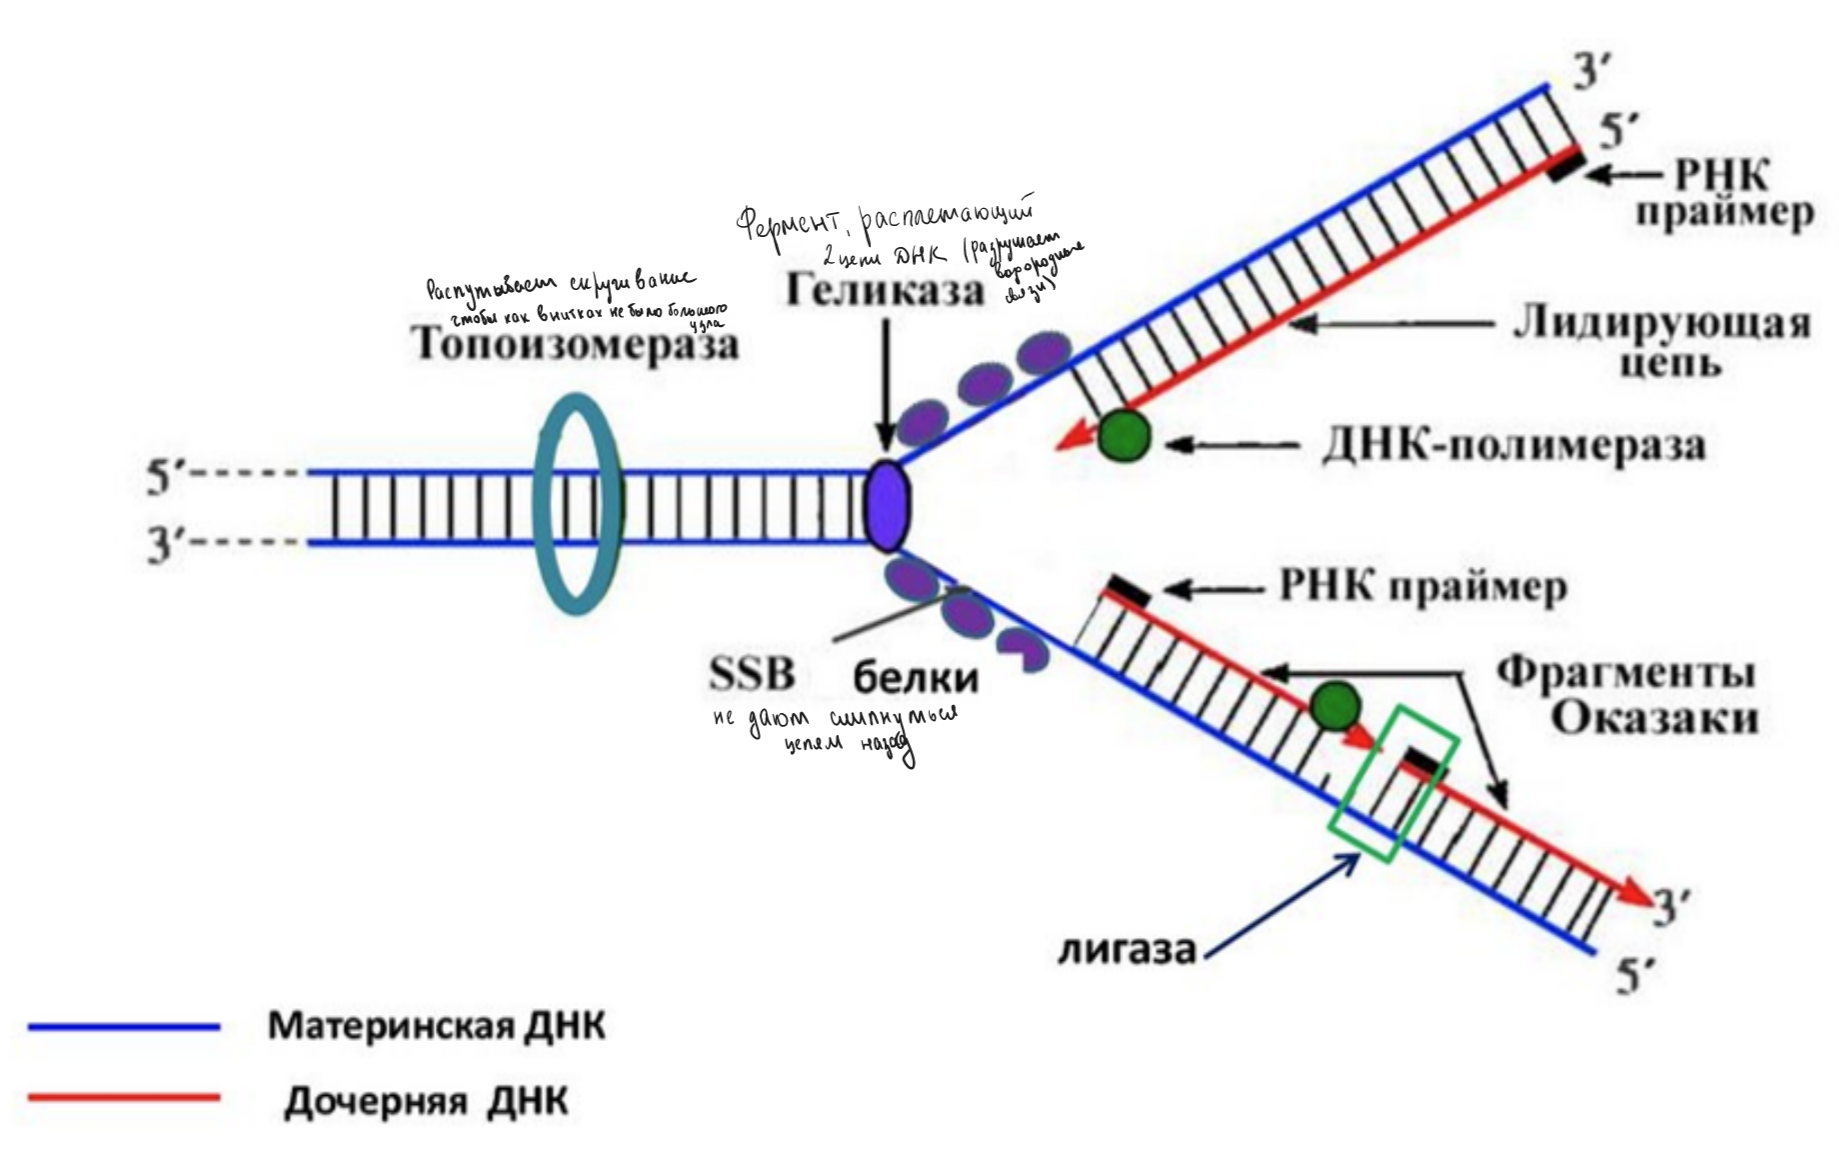 3′
5′
РНК
праймер
Фермент, расплетающий
2 цепи ДНК (разрушает
водородные
связи)
Геликаза
Распутывает скручивание
чтобы как в нитках не было большого
узла
Топоизомераза
Лидирующая
цепь
ДНК-полимераза
5′
3′
РНК праймер
SSB белки
не дают слипнуться
цепям назад
Фрагменты
Оказаки
3′
лигаза
5′
Материнская ДНК
Дочерняя ДНК